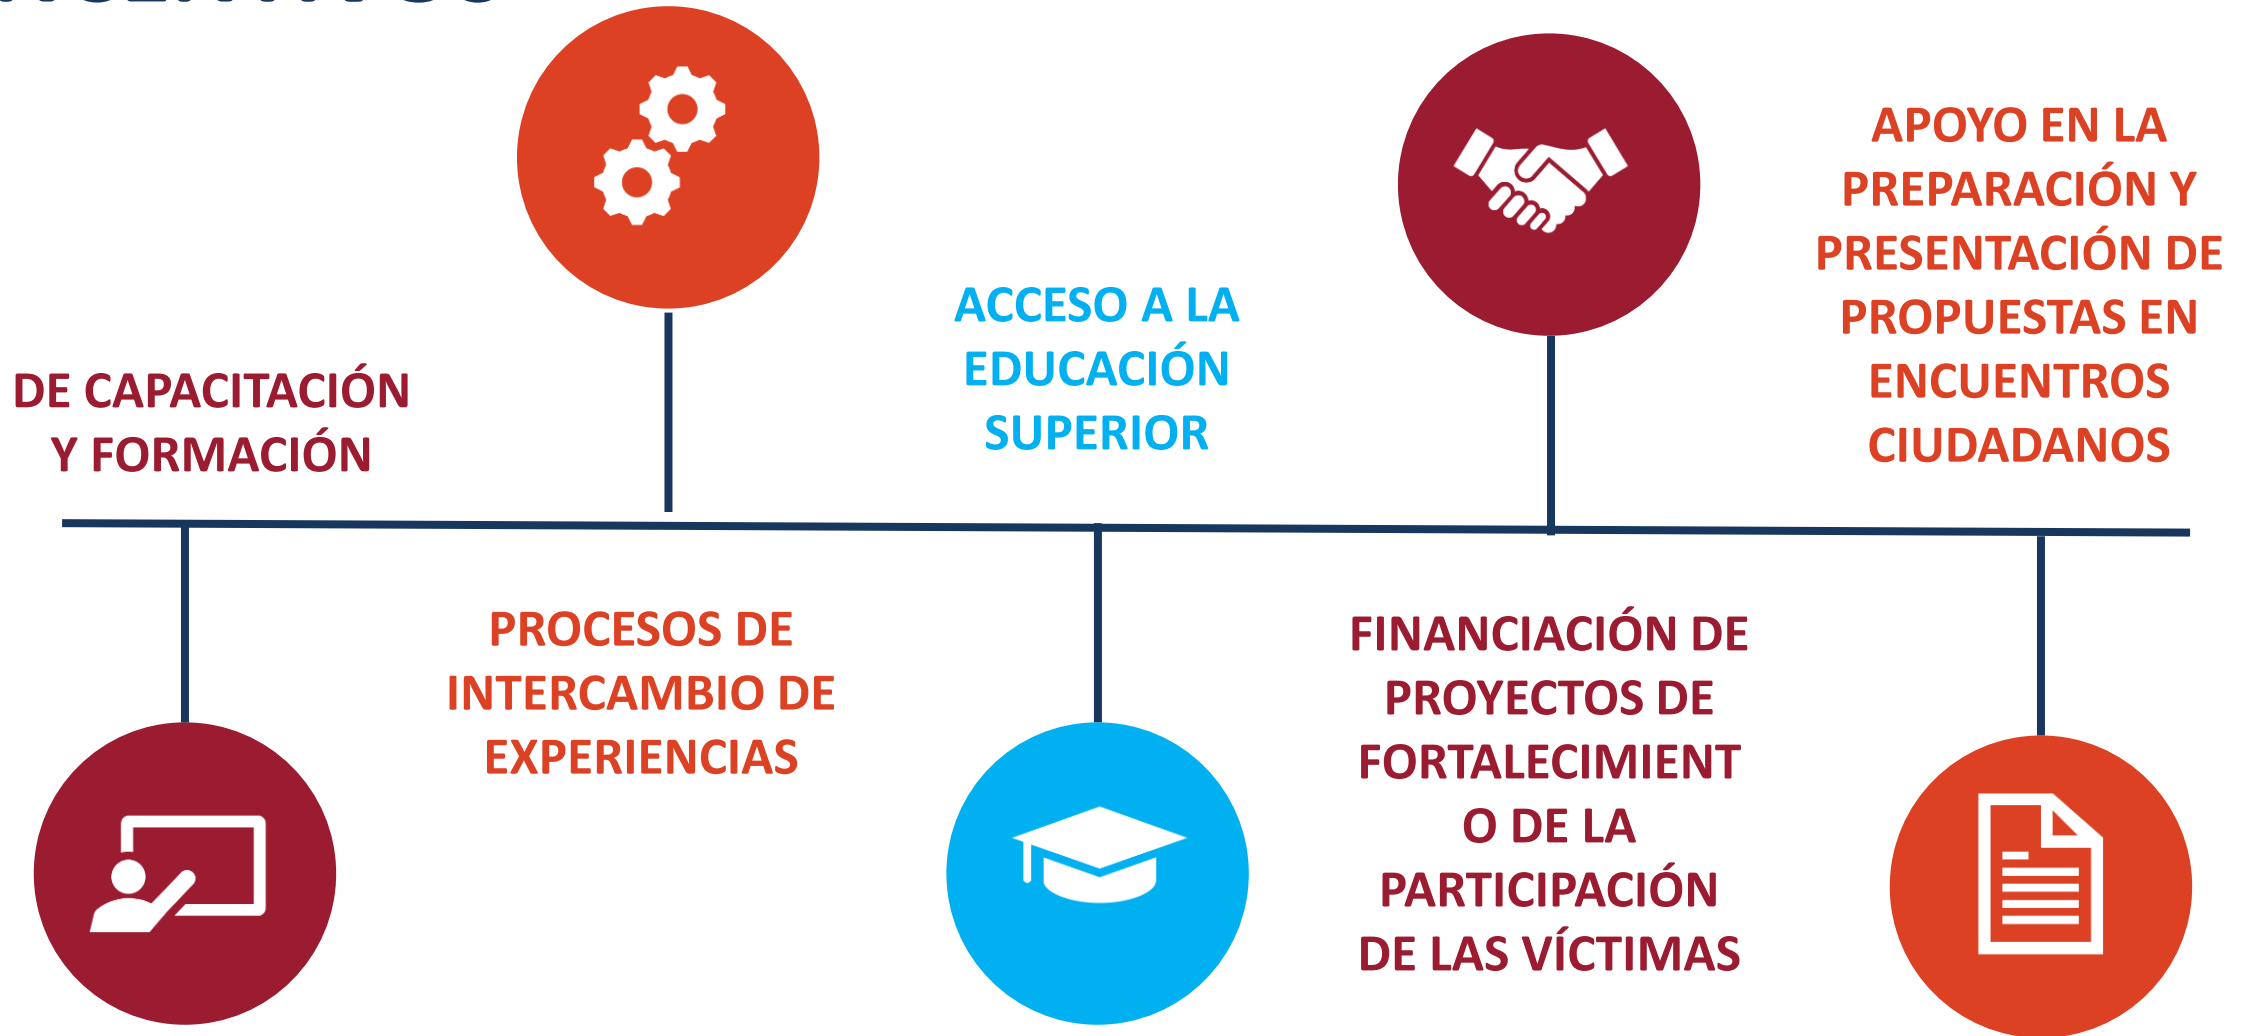 DE CAPACITACIÓN
Y FORMACIÓN
PROCESOS DE
INTERCAMBIO DE
EXPERIENCIAS
ACCESO A LA
EDUCACIÓN
SUPERIOR
FINANCIACIÓN DE
PROYECTOS DE
FORTALECIMIENT
O DE LA
PARTICIPACIÓN
DE LAS VÍCTIMAS
APOYO EN LA
PREPARACIÓN Y
PRESENTACIÓN DE
PROPUESTAS EN
ENCUENTROS
CIUDADANOS